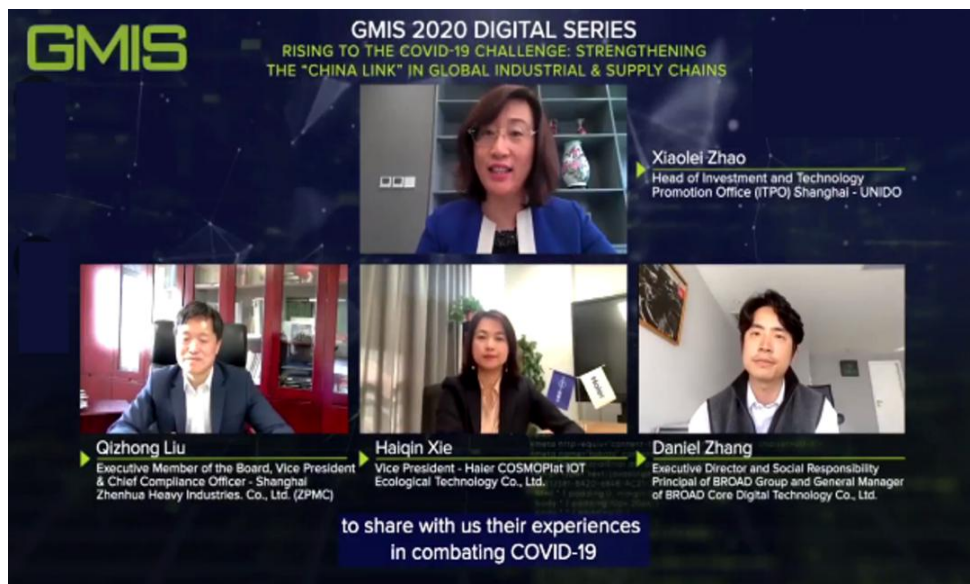 GMIS
GMIS 2020 DIGITAL SERIES
RISING TO THE COVID-19 CHALLENGE: STRENGTHENING
THE "CHINA LINK" IN GLOBAL INDUSTRIAL & SUPPLY CHAINS
Xiaolei Zhao
Head of Investment and Technology
Promotion Office (ITPO) Shanghai - UNIDO
Haier
Qizhong Liu
Executive Member of the Board, Vice President
& Chief Compliance Officer - Shanghai
Zhenhua Heavy Industries. Co., Ltd. (ZPMC)
Haiqin Xie
Vice President - Haier COSMOPlat IOT
Ecological Technology Co., Ltd.
Daniel Zhang
Executive Director and Social Responsibility
Principal of BROAD Group and General Manager
of BROAD Core Digital Technology Co., Ltd.
to share with us their experiences
in combating COVID-19